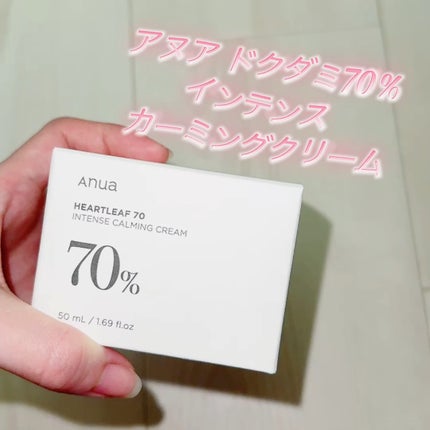 アヌア ドクダミ70％
インテンス
カーミングクリーム
Anua
HEARTLEAF 70
INTENSE CALMING CREAM
70%
50 mL / 1.69 fl.oz